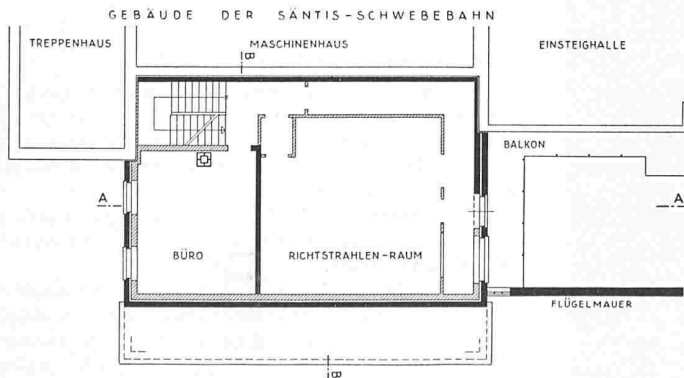 GEBÄUDE DER SÄNTIS-SCHWEBEBAHN
TREPPENHAUS
MASCHINENHAUS
EINSTEIGHALLE
B
BALKON
A
A
BÜRO
RICHTSTRAHLEN-RAUM
FLÜGELMAUER
B